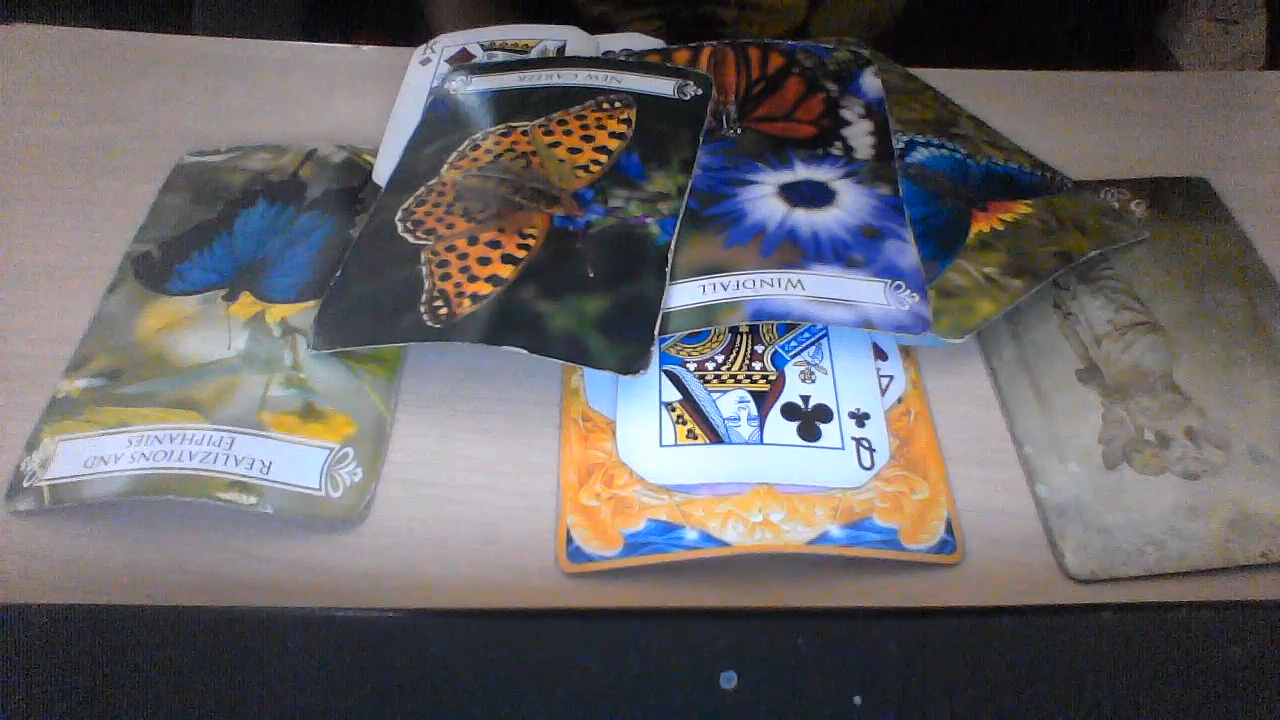 K
NEW CAREER
WINDFALL
REALIZATIONS AND
EPIPHANIES
Q